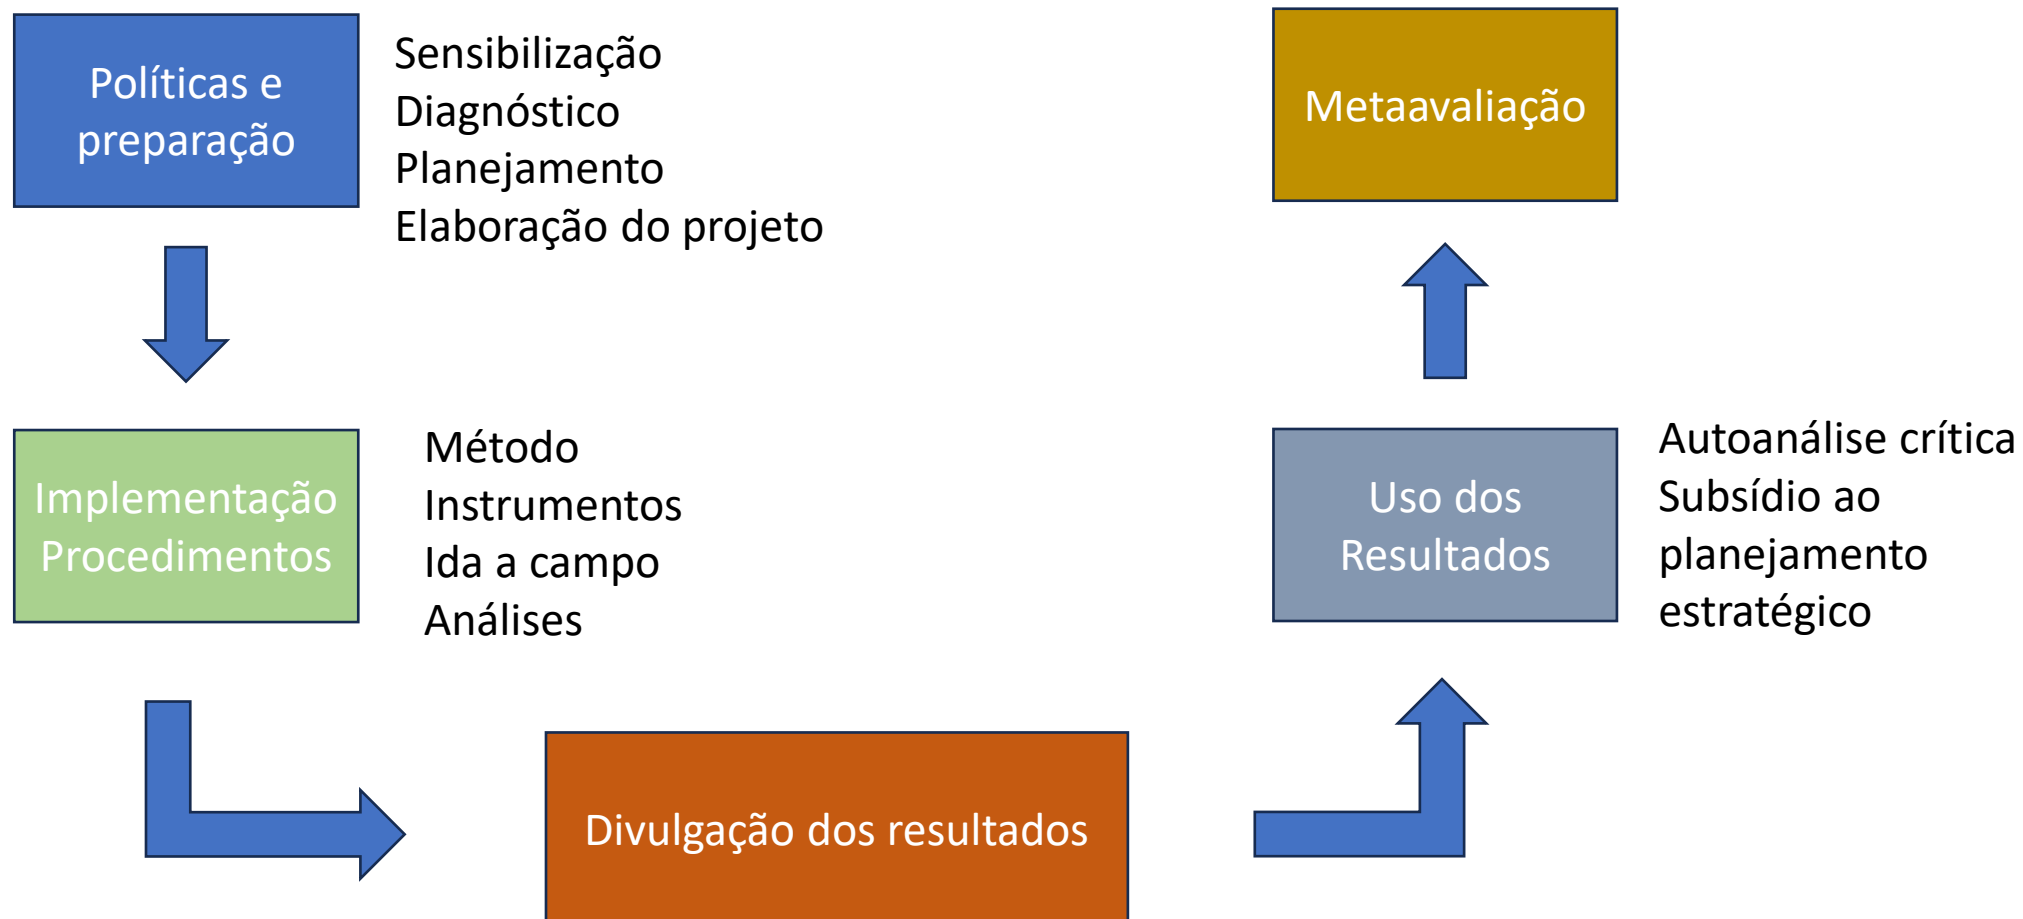 Políticas e
preparação
Sensibilização
Diagnóstico
Planejamento
Elaboração do projeto
Implementação
Procedimentos
Método
Instrumentos
Ida a campo
Análises
Divulgação dos resultados
Uso dos
Resultados
Autoanálise crítica
Subsídio ao
planejamento
estratégico
Metaavaliação